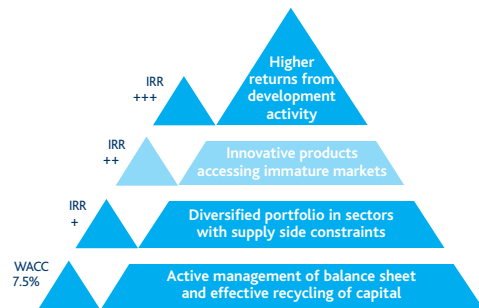 Higher
returns from
development
activity
IRR
+++
Innovative products
accessing immature markets
IRR
++
Diversified portfolio in sectors
with supply side constraints
IRR
+
Active management of balance sheet
and effective recycling of capital
WACC
7.5%